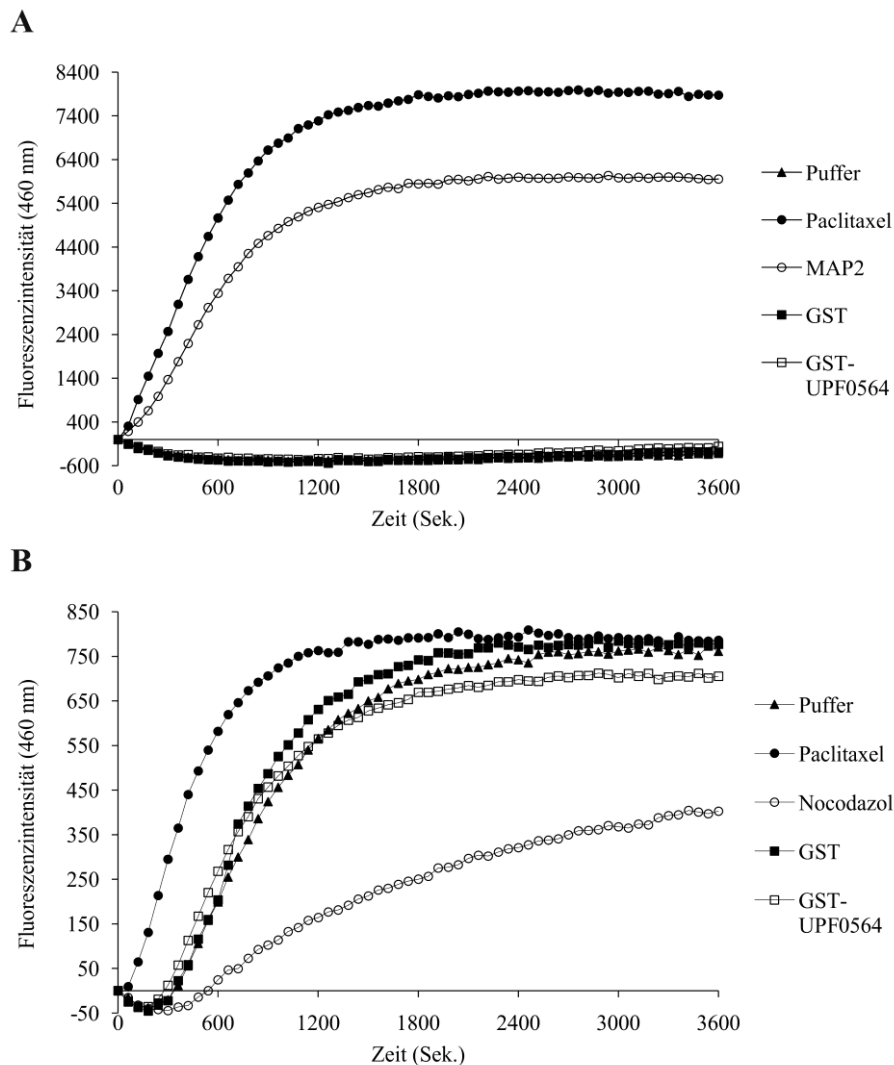 A
Fluoreszenzintensität (460 nm)
8400
7400
6400
5400
4400
3400
2400
1400
400
-600
0
600
1200
1800
2400
3000
3600
Zeit (Sek.)
Puffer
Paclitaxel
MAP2
GST
GST-
UPF0564
B
Fluoreszenzintensität (460 nm)
850
750
650
550
450
350
250
150
50
-50
0
600
1200
1800
2400
3000
3600
Zeit (Sek.)
Puffer
Paclitaxel
Nocodazol
GST
GST-
UPF0564